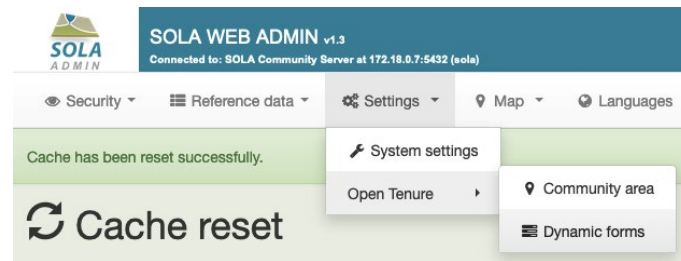 SOLA
ADMIN
SOLA WEB ADMIN v1.3
Connected to: SOLA Community Server at 172.18.0.7:5432 (sola)
Security Reference data Settings Map Languages
Cache has been reset successfully.
System settings
Open Tenure
Community area
Dynamic forms
Cache reset